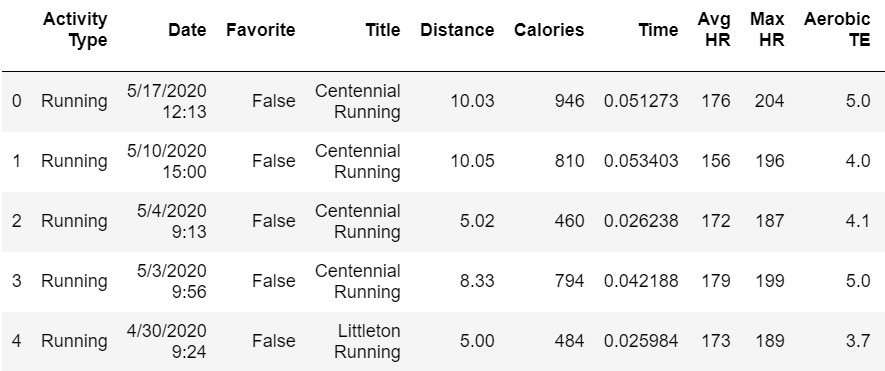 Activity Type Date Favorite Title Distance Calories Time Avg HR Max HR Aerobic TE
0 Running 5/17/2020 12:13 False Centennial Running 10.03 946 0.051273 176 204 5.0
1 Running 5/10/2020 15:00 False Centennial Running 10.05 810 0.053403 156 196 4.0
2 Running 5/4/2020 9:13 False Centennial Running 5.02 460 0.026238 172 187 4.1
3 Running 5/3/2020 9:56 False Centennial Running 8.33 794 0.042188 179 199 5.0
4 Running 4/30/2020 9:24 False Littleton Running 5.00 484 0.025984 173 189 3.7